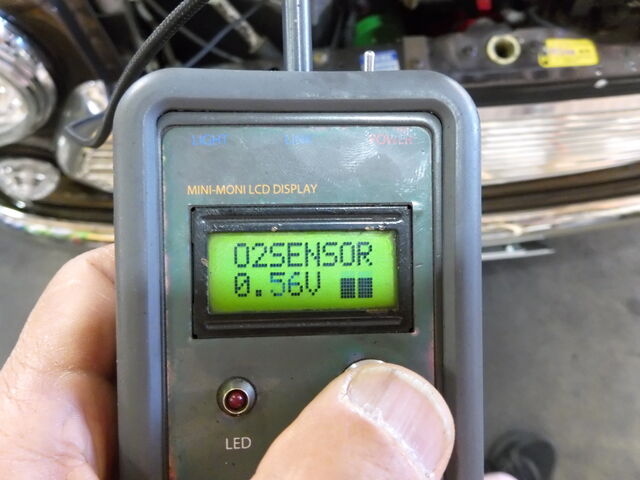 LIGHT POWER
MINI-MONI LCD DISPLAY
O2SENSOR
0.56V
LED